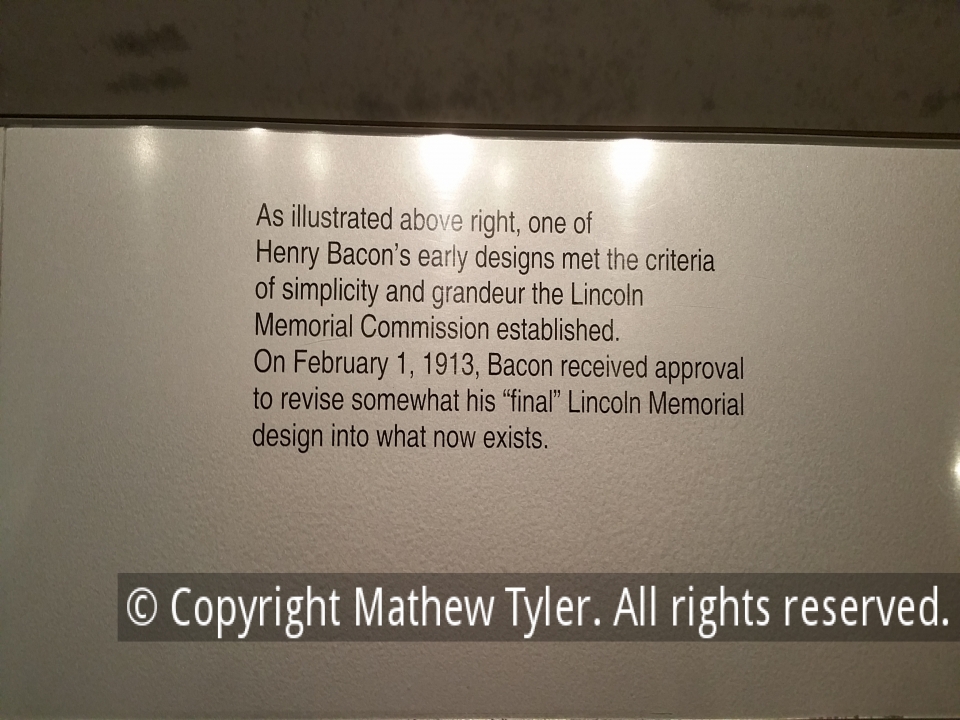 As illustrated above right, one of
Henry Bacon’s early designs met the criteria
of simplicity and grandeur the Lincoln
Memorial Commission established.
On February 1, 1913, Bacon received approval
to revise somewhat his “final” Lincoln Memorial
design into what now exists.
© Copyright Mathew Tyler. All rights reserved.